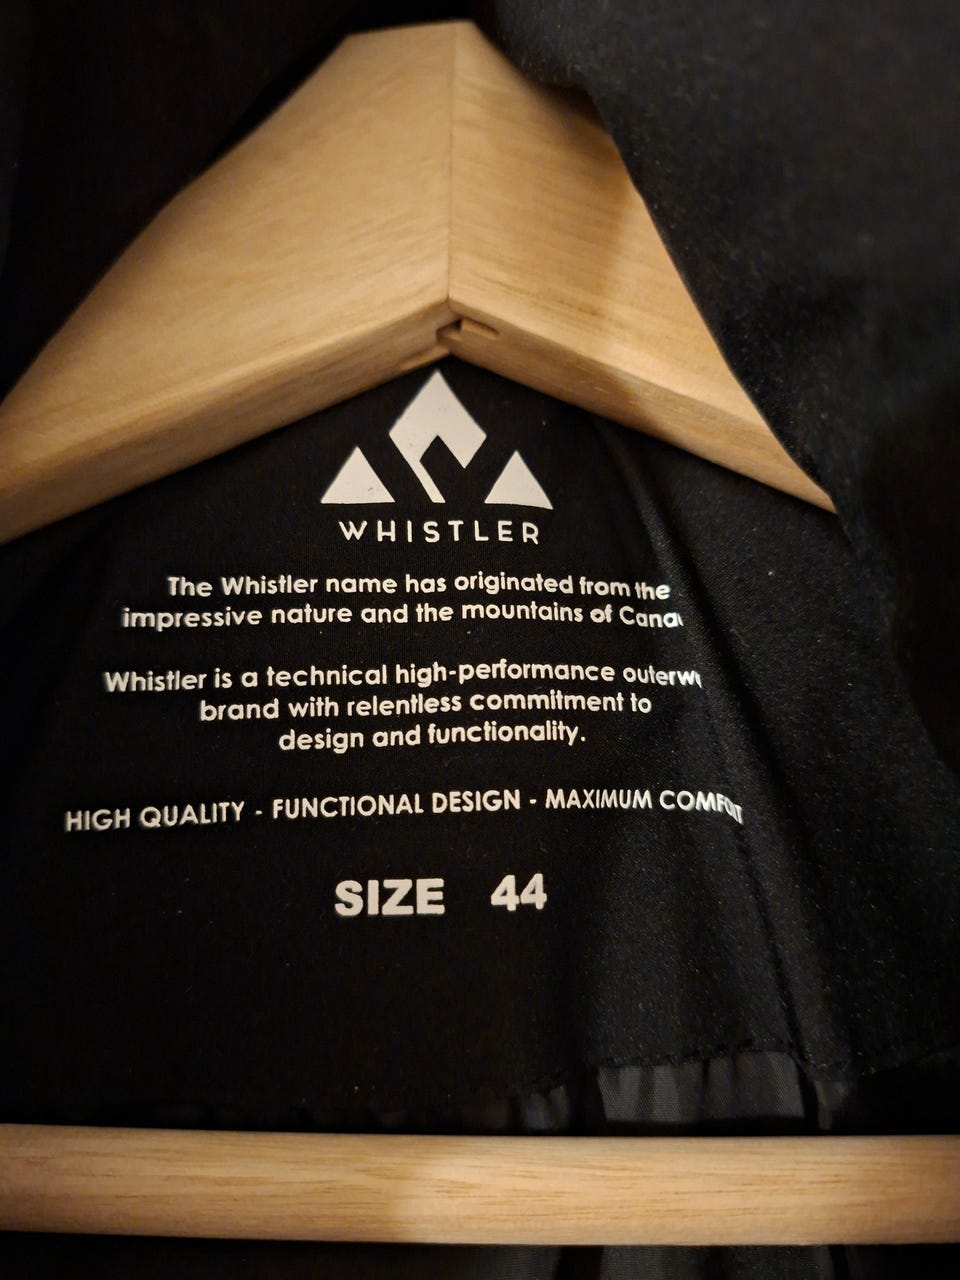 WHISTLER
The Whistler name has originated from the
impressive nature and the mountains of
Whistler is a technical high-performance
brand with relentless commitment to
design and functionality.
HIGH QUALITY - FUNCTIONAL DESIGN - MAXIMUM COMFORT
SIZE 44